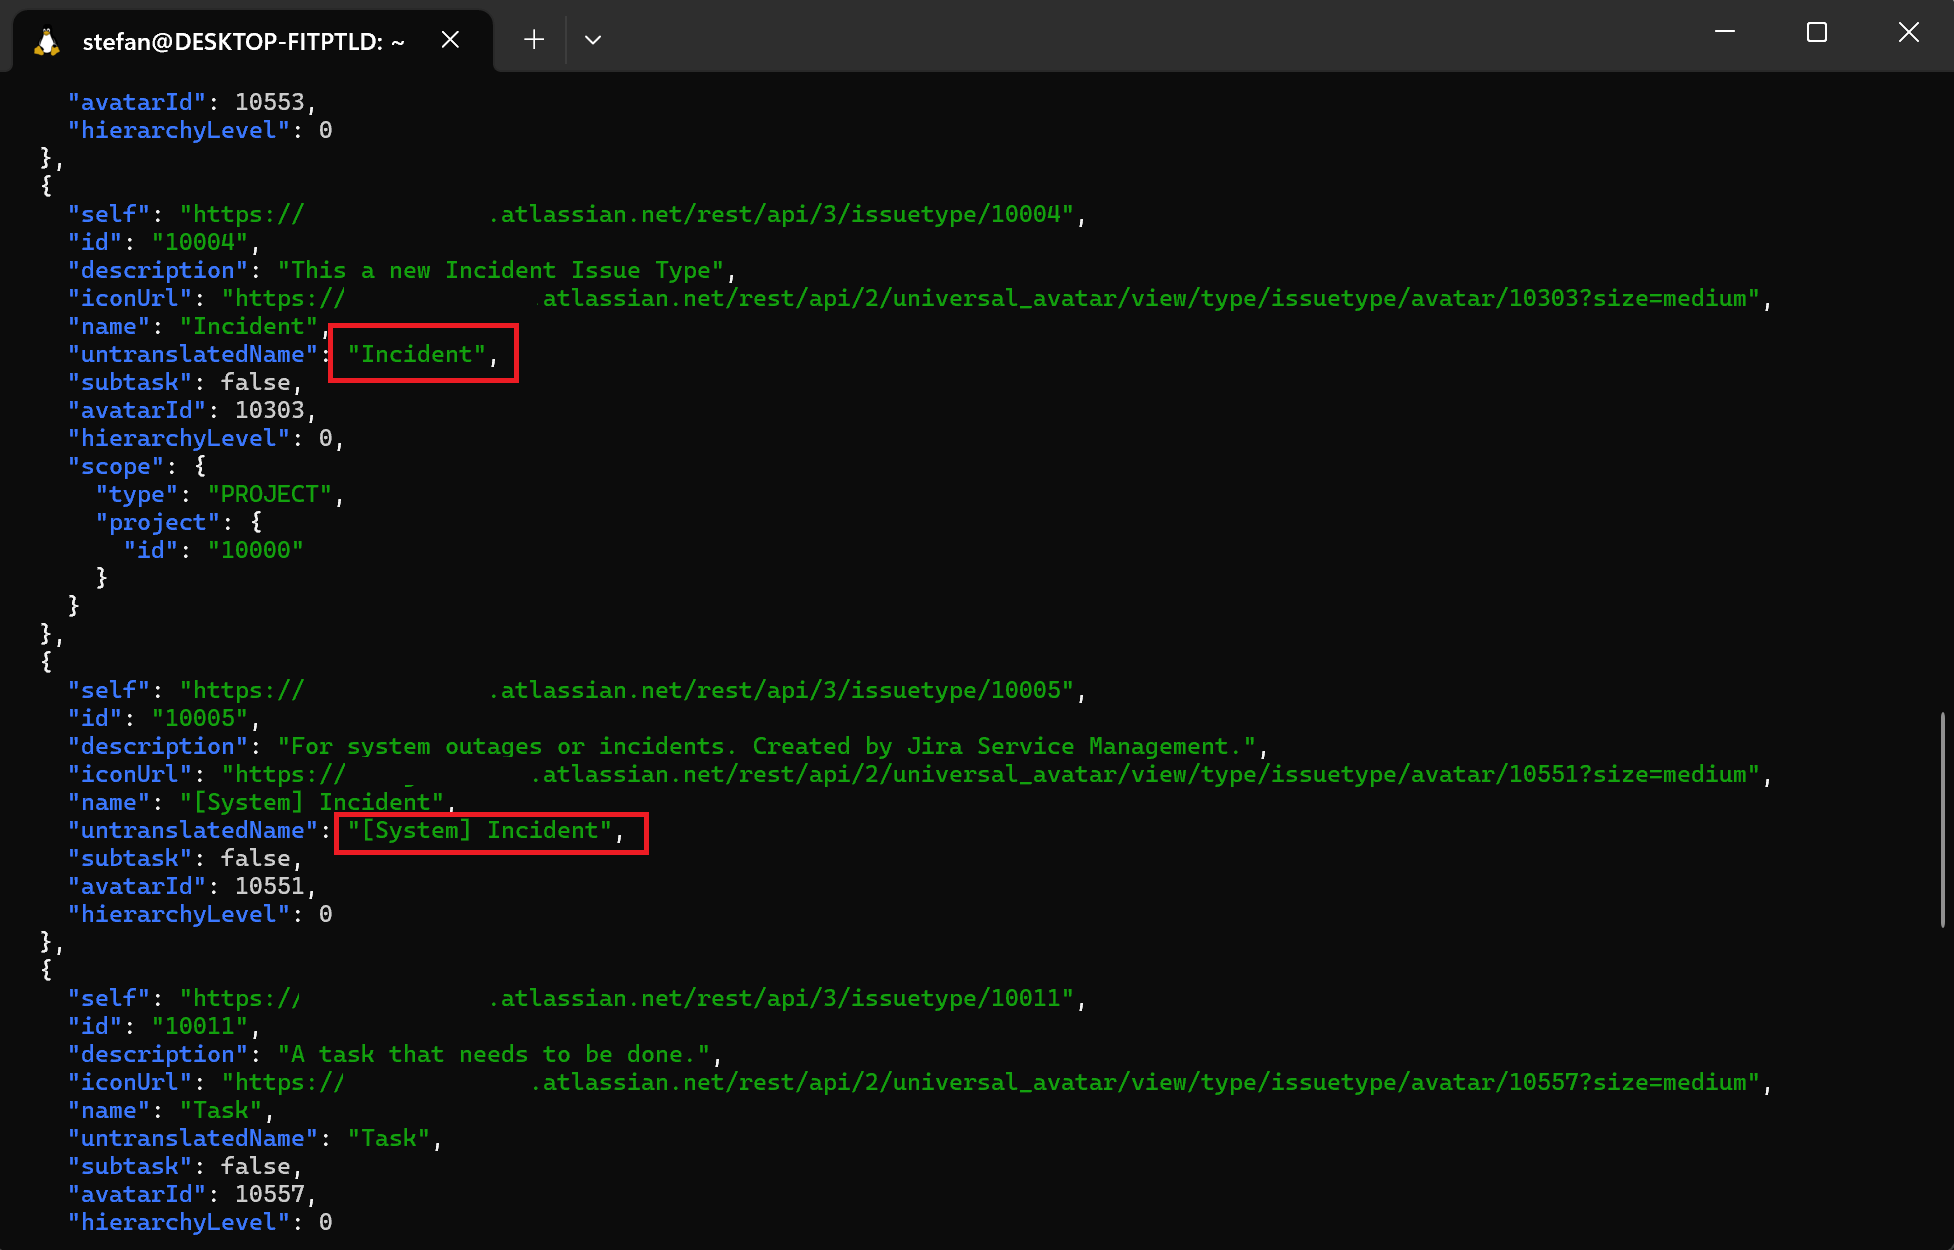 stefan@DESKTOP-FITPTLD: ~
"avatarId": 10553,
"hierarchyLevel": 0
},
{
"self": "https:// .atlassian.net/rest/api/3/issuetype/10004",
"id": "10004",
"description": "This a new Incident Issue Type",
"iconUrl": "https:// .atlassian.net/rest/api/2/universal_avatar/view/type/issuetype/avatar/10303?size=medium",
"name": "Incident",
"untranslatedName": "Incident",
"subtask": false,
"avatarId": 10303,
"hierarchyLevel": 0,
"scope": {
"type": "PROJECT",
"project": {
"id": "10000"
}
}
},
{
"self": "https:// .atlassian.net/rest/api/3/issuetype/10005",
"id": "10005",
"description": "For system outages or incidents. Created by Jira Service Management.",
"iconUrl": "https:// .atlassian.net/rest/api/2/universal_avatar/view/type/issuetype/avatar/10551?size=medium",
"name": "[System] Incident",
"untranslatedName": "[System] Incident",
"subtask": false,
"avatarId": 10551,
"hierarchyLevel": 0
},
{
"self": "https:// .atlassian.net/rest/api/3/issuetype/10011",
"id": "10011",
"description": "A task that needs to be done.",
"iconUrl": "https:// .atlassian.net/rest/api/2/universal_avatar/view/type/issuetype/avatar/10557?size=medium",
"name": "Task",
"untranslatedName": "Task",
"subtask": false,
"avatarId": 10557,
"hierarchyLevel": 0